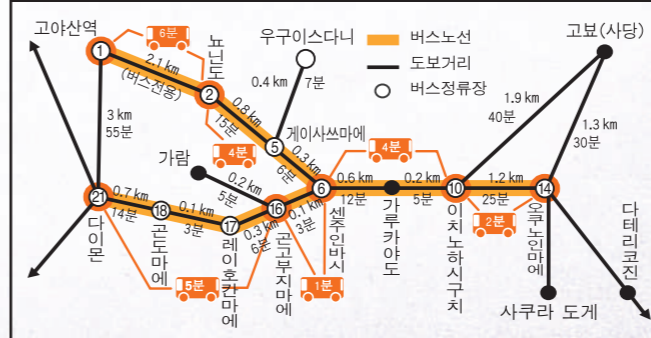 고야산역
1
6분
2.1 km
(버스전용)
뇨닌도
2
0.8 km
15분
4분
우구이스다니
0.4 km
7분
5
게이샤쓰마에
0.3 km
6분
버스노선
도보거리
버스정류장
고뵤(사당)
1.9 km
40분
1.3 km
30분
3 km
55분
가람
0.2 km
5분
21
다이몬
0.7 km
14분
18
곤도마에
0.1 km
3분
17
레이호칸마에
0.3 km
6분
16
곤고부지마에
0.1 km
3분
5분
6
센주인바시
1분
4분
0.6 km
12분
가루카야도
0.2 km
5분
10
이치노하시구치
1.2 km
25분
2분
14
오쿠노인마에
사쿠라 도게
다테리코진